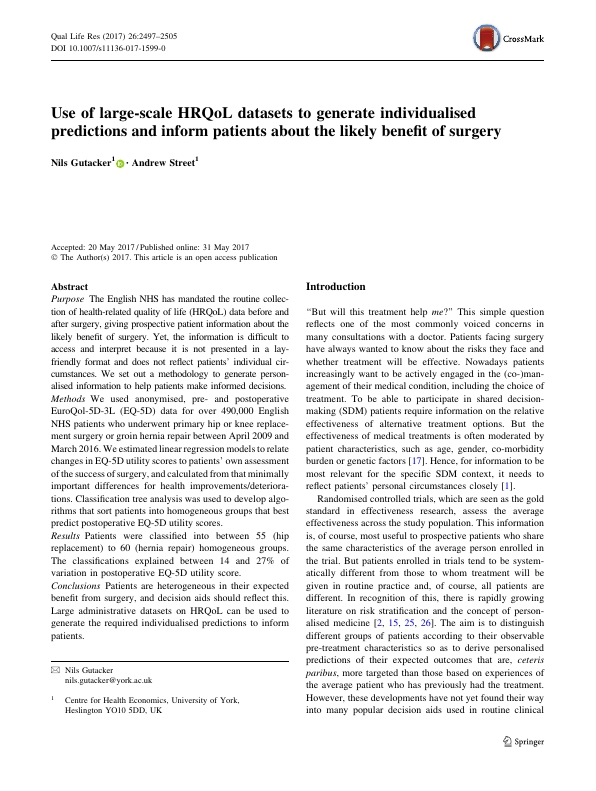 Qual Life Res (2017) 26:2497–2505
DOI 10.1007/s11136-017-1599-0
CrossMark
Use of large-scale HRQoL datasets to generate individualised
predictions and inform patients about the likely benefit of surgery
Nils Gutacker1 iD · Andrew Street1
Accepted: 20 May 2017 / Published online: 31 May 2017
© The Author(s) 2017. This article is an open access publication
Abstract
Purpose The English NHS has mandated the routine collec-
tion of health-related quality of life (HRQoL) data before and
after surgery, giving prospective patient information about the
likely benefit of surgery. Yet, the information is difficult to
access and interpret because it is not presented in a lay-
friendly format and does not reflect patients' individual cir-
cumstances. We set out a methodology to generate person-
alised information to help patients make informed decisions.
Methods We used anonymised, pre- and postoperative
EuroQol-5D-3L (EQ-5D) data for over 490,000 English
NHS patients who underwent primary hip or knee replace-
ment surgery or groin hernia repair between April 2009 and
March 2016. We estimated linear regression models to relate
changes in EQ-5D utility scores to patients' own assessment
of the success of surgery, and calculated from that minimally
important differences for health improvements/deteriora-
tions. Classification tree analysis was used to develop algo-
rithms that sort patients into homogeneous groups that best
predict postoperative EQ-5D utility scores.
Results Patients were classified into between 55 (hip
replacement) to 60 (hernia repair) homogeneous groups.
The classifications explained between 14 and 27% of
variation in postoperative EQ-5D utility score.
Conclusions Patients are heterogeneous in their expected
benefit from surgery, and decision aids should reflect this.
Large administrative datasets on HRQoL can be used to
generate the required individualised predictions to inform
patients.
Nils Gutacker
nils.gutacker@york.ac.uk
1 Centre for Health Economics, University of York,
Heslington YO10 5DD, UK
Introduction
"But will this treatment help me?" This simple question
reflects one of the most commonly voiced concerns in
many consultations with a doctor. Patients facing surgery
have always wanted to know about the risks they face and
whether treatment will be effective. Nowadays patients
increasingly want to be actively engaged in the (co-)man-
agement of their medical condition, including the choice of
treatment. To be able to participate in shared decision-
making (SDM) patients require information on the relative
effectiveness of alternative treatment options. But the
effectiveness of medical treatments is often moderated by
patient characteristics, such as age, gender, co-morbidity
burden or genetic factors [17]. Hence, for information to be
most relevant for the specific SDM context, it needs to
reflect patients' personal circumstances closely [1].
Randomised controlled trials, which are seen as the gold
standard in effectiveness research, assess the average
effectiveness across the study population. This information
is, of course, most useful to prospective patients who share
the same characteristics of the average person enrolled in
the trial. But patients enrolled in trials tend to be system-
atically different from those to whom treatment will be
given in routine practice and, of course, all patients are
different. In recognition of this, there is rapidly growing
literature on risk stratification and the concept of person-
alised medicine [2, 15, 25, 26]. The aim is to distinguish
different groups of patients according to their observable
pre-treatment characteristics so as to derive personalised
predictions of their expected outcomes that are, ceteris
paribus, more targeted than those based on experiences of
the average patient who has previously had the treatment.
However, these developments have not yet found their way
into many popular decision aids used in routine clinical
Springer